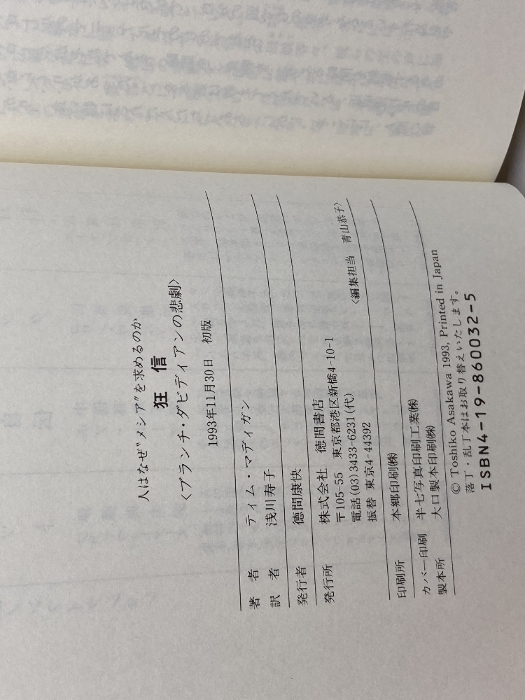 人はなぜ"メシア"を求めるのか
狂信
〈ブランチ・ダビディアンの悲劇〉
1993年11月30日 初版
著者 ティム・マディガン
訳者 浅川寿子
発行者 徳間康快
発行所 株式会社 徳間書店
〒105-55 東京都港区新橋4-10-1
電話(03)3433-6231(代)
振替 東京4-44392
〈編集担当 青山恭子〉
印刷所 本郷印刷㈱
カバー印刷 半七写真印刷工業㈱
製本所 大口製本印刷㈱
© Toshiko Asakawa 1993, Printed in Japan
落丁・乱丁本はお取り替えいたします。
ISBN4-19-860032-5